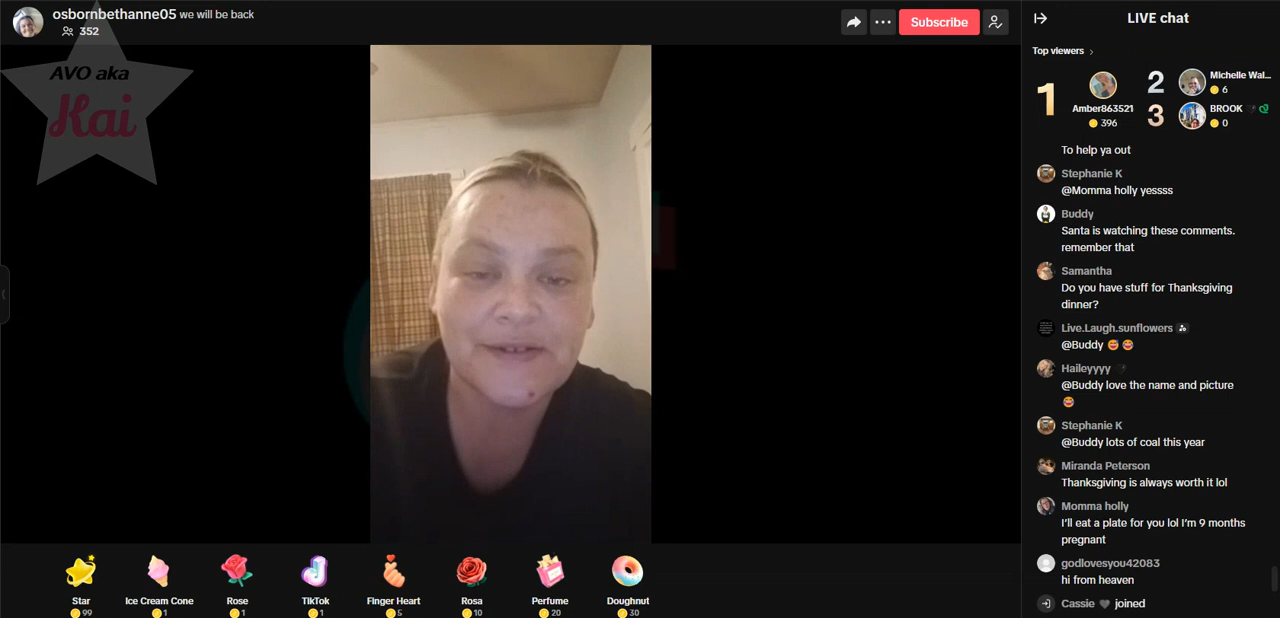 osbornbethanne05 we will be back
352
Subscribe
AVO aka
Kai
LIVE chat
Top viewers
1
Amber863521
396
2
Michelle Wal...
6
3
BROOK
0
To help ya out
Stephanie K
@Momma holly yessss
Buddy
Santa is watching these comments.
remember that
Samantha
Do you have stuff for Thanksgiving
dinner?
Live.Laugh.sunflowers
@Buddy 😅 😅
Haileyyyy
@Buddy love the name and picture
😂
Stephanie K
@Buddy lots of coal this year
Miranda Peterson
Thanksgiving is always worth it lol
Momma holly
I'll eat a plate for you lol I'm 9 months
pregnant
godlovesyou42083
hi from heaven
Cassie 🖤 joined
Star
99
Ice Cream Cone
1
Rose
1
TikTok
1
Finger Heart
5
Rosa
10
Perfume
20
Doughnut
30